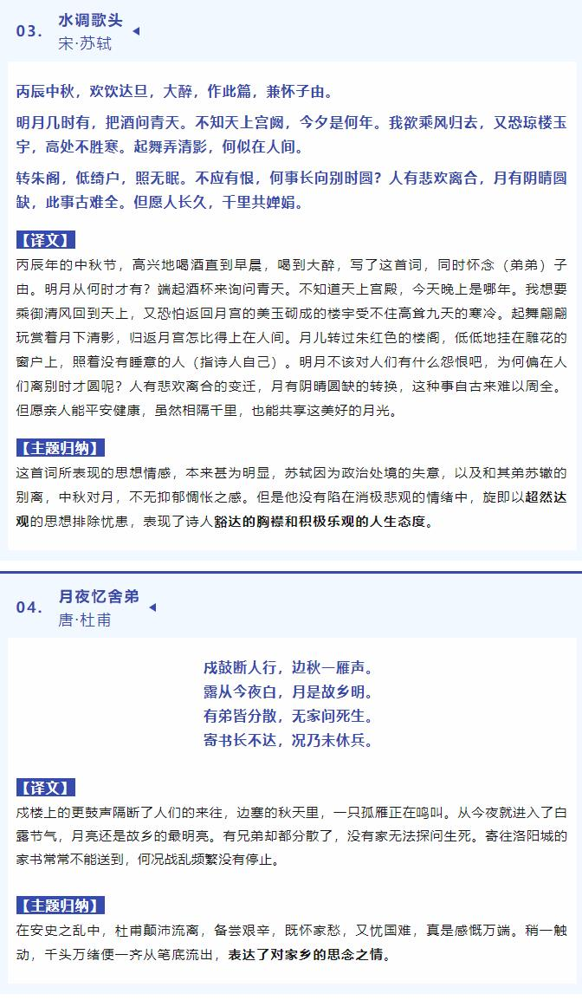 03.
水调歌头
宋·苏轼
丙辰中秋，欢饮达旦，大醉，作此篇，兼怀子由。
明月几时有，把酒问青天。不知天上宫阙，今夕是何年。我欲乘风归去，又恐琼楼玉
宇，高处不胜寒。起舞弄清影，何似在人间。
转朱阁，低绮户，照无眠。不应有恨，何事长向别时圆？人有悲欢离合，月有阴晴圆
缺，此事古难全。但愿人长久，千里共婵娟。
【译文】
丙辰年的中秋节，高兴地喝酒直到早晨，喝到大醉，写了这首词，同时怀念（弟弟）子
由。明月从何时才有？端起酒杯来询问青天。不知道天上宫殿，今天晚上是哪年。我想要
乘御清风回到天上，又恐怕返回月宫的美玉砌成的楼宇受不住高耸九天的寒冷。起舞翩翩
玩赏着月下清影，归返月宫怎比得上在人间。月儿转过朱红色的楼阁，低低地挂在雕花的
窗户上，照着没有睡意的人（指诗人自己）。明月不该对人们有什么怨恨吧，为何偏在人
们离别时才圆呢？人有悲欢离合的变迁，月有阴晴圆缺的转换，这种事自古来难以周全。
但愿亲人能平安健康，虽然相隔千里，也能共享这美好的月光。
【主题归纳】
这首词所表现的思想情感，本来甚为明显，苏轼因为政治处境的失意，以及和其弟苏辙的
别离，中秋对月，不无抑郁惆怅之感。但是他没有陷在消极悲观的情绪中，旋即以超然达
观的思想排除忧患，表现了诗人豁达的胸襟和积极乐观的人生态度。
04.
月夜忆舍弟
唐·杜甫
戍鼓断人行，边秋一雁声。
露从今夜白，月是故乡明。
有弟皆分散，无家问死生。
寄书长不达，况乃未休兵。
【译文】
戍楼上的更鼓声隔断了人们的来往，边塞的秋天里，一只孤雁正在鸣叫。从今夜就进入了白
露节气，月亮还是故乡的最明亮。有兄弟却都分散了，没有家无法探问生死。寄往洛阳城的
家书常常不能送到，何况战乱频繁没有停止。
【主题归纳】
在安史之乱中，杜甫颠沛流离，备尝艰辛，既怀家愁，又忧国难，真是感慨万端。稍一触
动，千头万绪便一齐从笔底流出，表达了对家乡的思念之情。